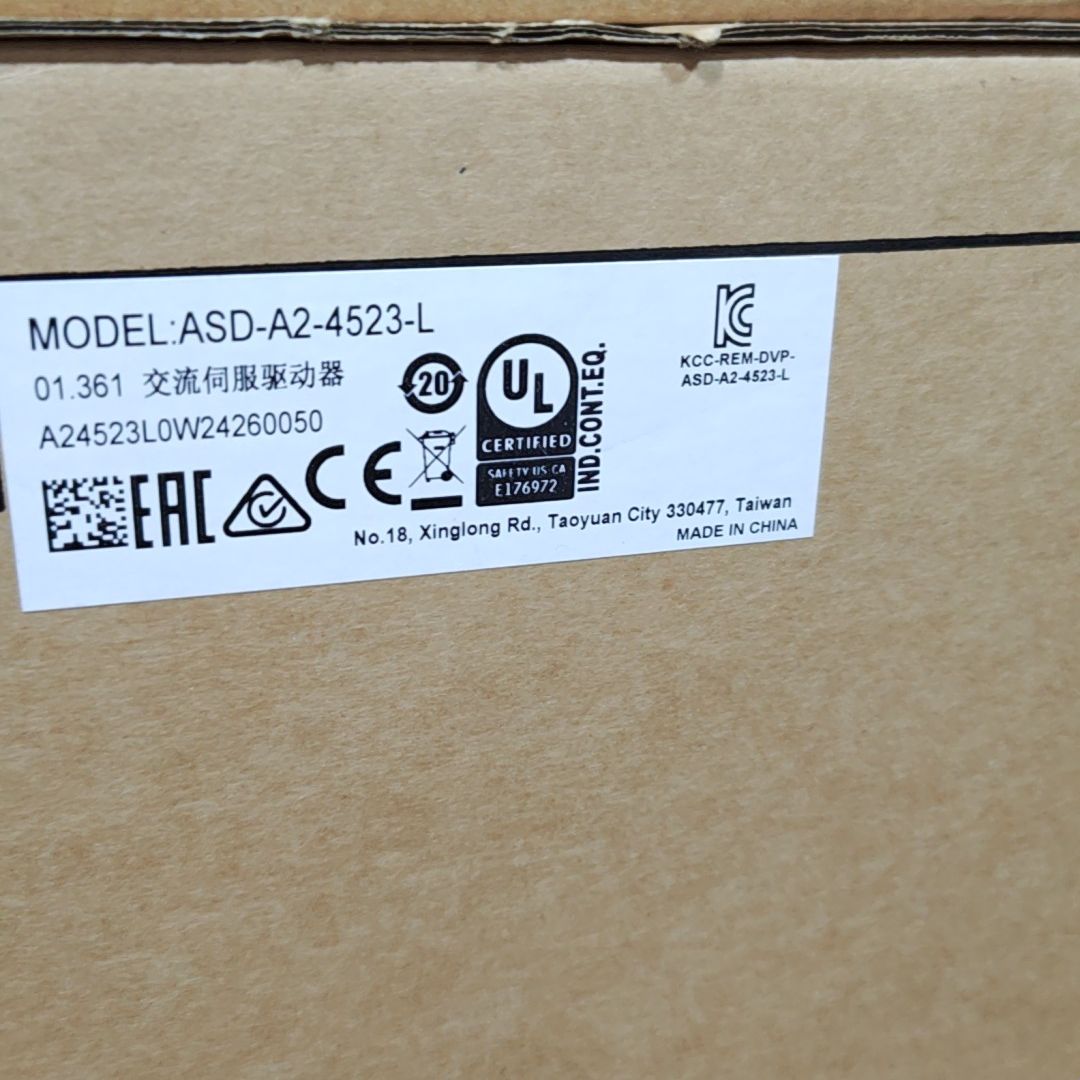 MODEL:ASD-A2-4523-L
01.361 交流伺服驱动器
A24523L0W24260050
20
UL
CERTIFIED
SAFETY US CA
E176972
IND.CONT.EQ.
KC
KCC-REM-DVP-
ASD-A2-4523-L
EAC
CE
No.18, Xinglong Rd., Taoyuan City 330477, Taiwan
MADE IN CHINA